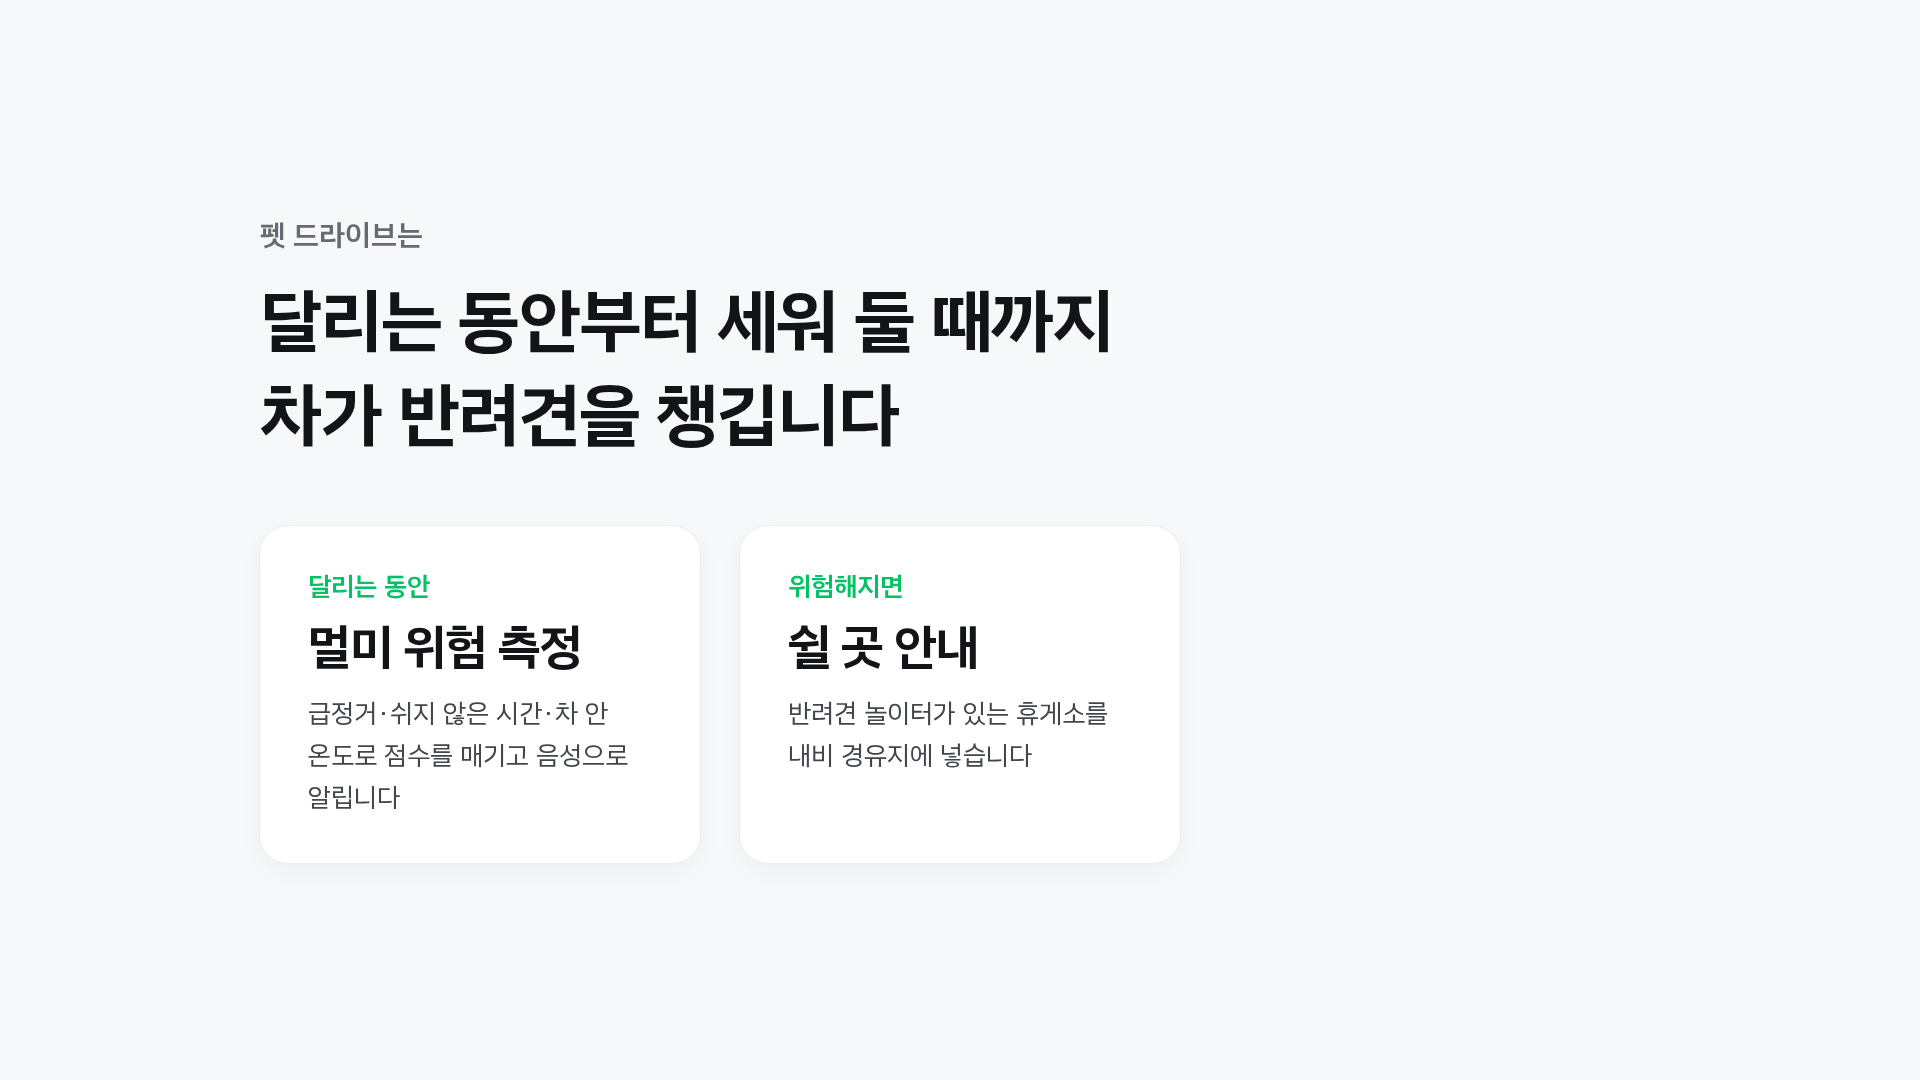 펫 드라이브는
달리는 동안부터 세워 둘 때까지
차가 반려견을 챙깁니다
달리는 동안
멀미 위험 측정
급정거·쉬지 않은 시간·차 안
온도로 점수를 매기고 음성으로
알립니다
위험해지면
쉴 곳 안내
반려견 놀이터가 있는 휴게소를
내비 경유지에 넣습니다